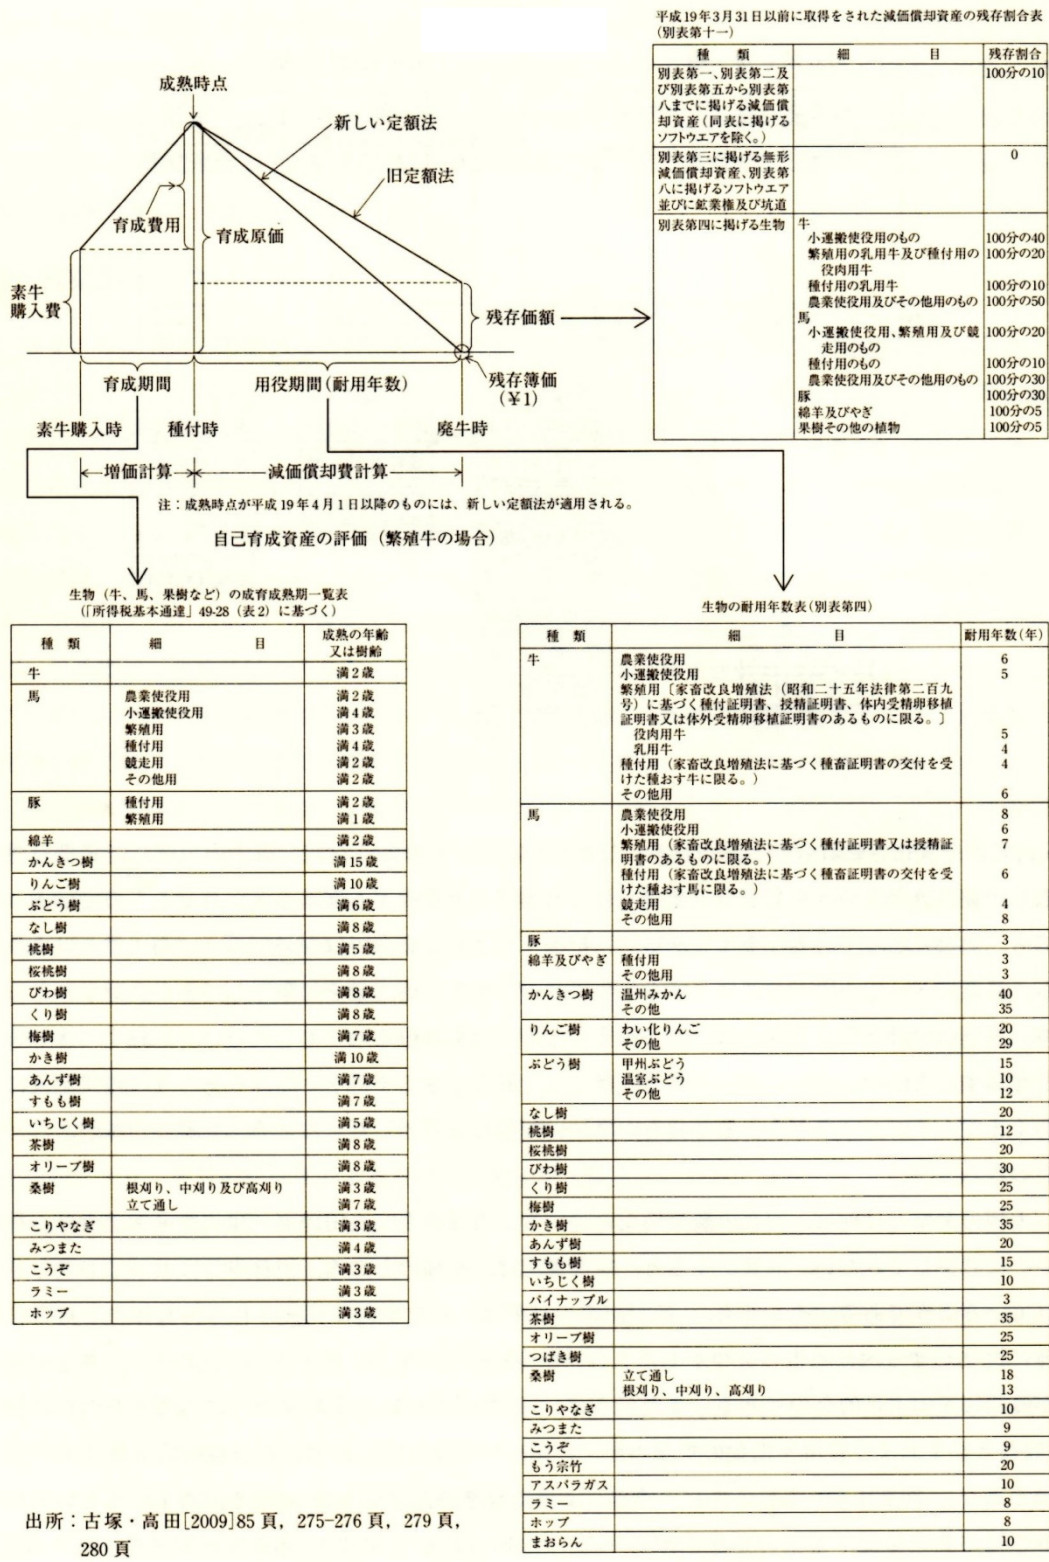 平成19年3月31日以前に取得をされた減価償却資産の残存割合表
(別表第十一)
種　類 細　目 残存割合
別表第一、別表第二及 100分の10
び別表第五から別表第
八までに掲げる減価償
却資産(同表に掲げる
ソフトウエアを除く。)
別表第三に掲げる無形 0
減価償却資産、別表第
八に掲げるソフトウエア
並びに鉱業権及び坑道
別表第四に掲げる生物 牛
小運搬使役用のもの 100分の40
繁殖用の乳用牛及び種付用の 100分の20
役肉用牛
種付用の乳用牛 100分の10
農業使役用及びその他用のもの 100分の50
馬
小運搬使役用、繁殖用及び競 100分の20
走用のもの
種付用のもの 100分の10
農業使役用及びその他用のもの 100分の30
豚 100分の30
綿羊及びやぎ 100分の5
果樹その他の植物 100分の5
成熟時点
新しい定額法
旧定額法
育成費用
育成原価
素牛
購入費
残存価額
育成期間
用役期間(耐用年数)
残存簿価
(¥1)
素牛購入時 種付時 廃牛時
増価計算 減価償却費計算
注：成熟時点が平成19年4月1日以降のものには、新しい定額法が適用される。
自己育成資産の評価（繁殖牛の場合）
生物（牛、馬、果樹など）の成育成熟期一覧表
(「所得税基本通達」49-28（表2）に基づく)
種　類 細　目 成熟の年齢
又は樹齢
牛 満2歳
馬 農業使役用 満2歳
小運搬使役用 満4歳
繁殖用 満3歳
種付用 満4歳
競走用 満2歳
その他用 満2歳
豚 種付用 満2歳
繁殖用 満1歳
綿羊 満2歳
かんきつ樹 満15歳
りんご樹 満10歳
ぶどう樹 満6歳
なし樹 満8歳
桃樹 満5歳
桜桃樹 満8歳
びわ樹 満8歳
くり樹 満8歳
梅樹 満7歳
かき樹 満10歳
あんず樹 満7歳
すもも樹 満7歳
いちじく樹 満5歳
茶樹 満8歳
オリーブ樹 満8歳
桑樹 根刈り、中刈り及び高刈り 満3歳
立て通し 満7歳
こりやなぎ 満3歳
みつまた 満4歳
こうぞ 満3歳
ラミー 満3歳
ホップ 満3歳
生物の耐用年数表(別表第四)
種　類 細　目 耐用年数(年)
牛 農業使役用 6
小運搬使役用 5
繁殖用〔家畜改良増殖法（昭和二十五年法律第二百九
号）に基づく種付証明書、授精証明書、体内受精卵移植
証明書又は体外受精卵移植証明書のあるものに限る。〕
役肉用牛 5
乳用牛 4
種付用（家畜改良増殖法に基づく種畜証明書の交付を受 4
けた種おす牛に限る。）
その他用 6
馬 農業使役用 8
小運搬使役用 6
繁殖用（家畜改良増殖法に基づく種付証明書又は授精証 7
明書のあるものに限る。）
種付用（家畜改良増殖法に基づく種畜証明書の交付を受 6
けた種おす馬に限る。）
競走用 4
その他用 8
豚 3
綿羊及びやぎ 種付用 3
その他用 3
かんきつ樹 温州みかん 40
その他 35
りんご樹 わい化りんご 20
その他 29
ぶどう樹 甲州ぶどう 15
温室ぶどう 10
その他 12
なし樹 20
桃樹 12
桜桃樹 20
びわ樹 30
くり樹 25
梅樹 25
かき樹 35
あんず樹 20
すもも樹 15
いちじく樹 10
パイナップル 3
茶樹 35
オリーブ樹 25
つばき樹 25
桑樹 立て通し 18
根刈り、中刈り、高刈り 13
こりやなぎ 10
みつまた 9
こうぞ 9
もう宗竹 20
アスパラガス 10
ラミー 8
ホップ 8
まおらん 10
出所：古塚・高田[2009]85頁，275-276頁，279頁，
280頁